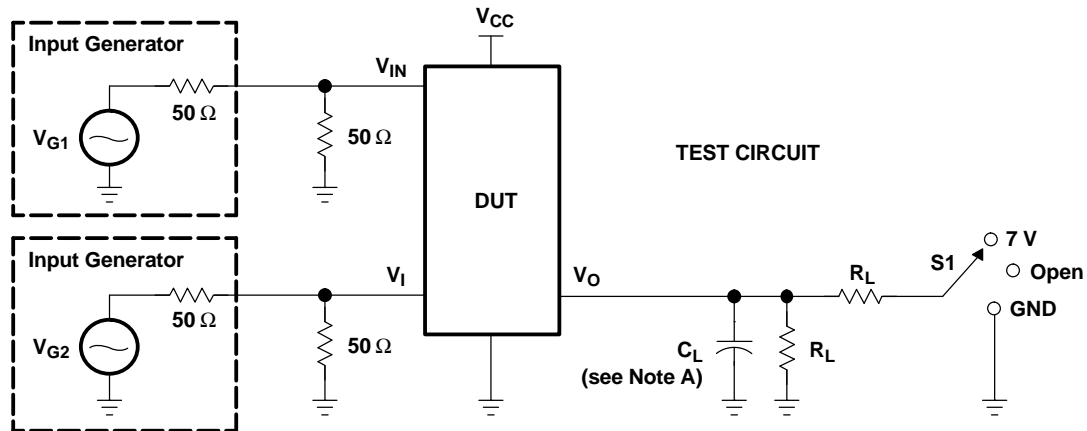 V_CC
Input Generator
V_IN
50 Ω
V_G1
50 Ω
TEST CIRCUIT
DUT
Input Generator
V_I
V_O
50 Ω
V_G2
50 Ω
R_L
S1
7 V
Open
GND
C_L
(see Note A)
R_L